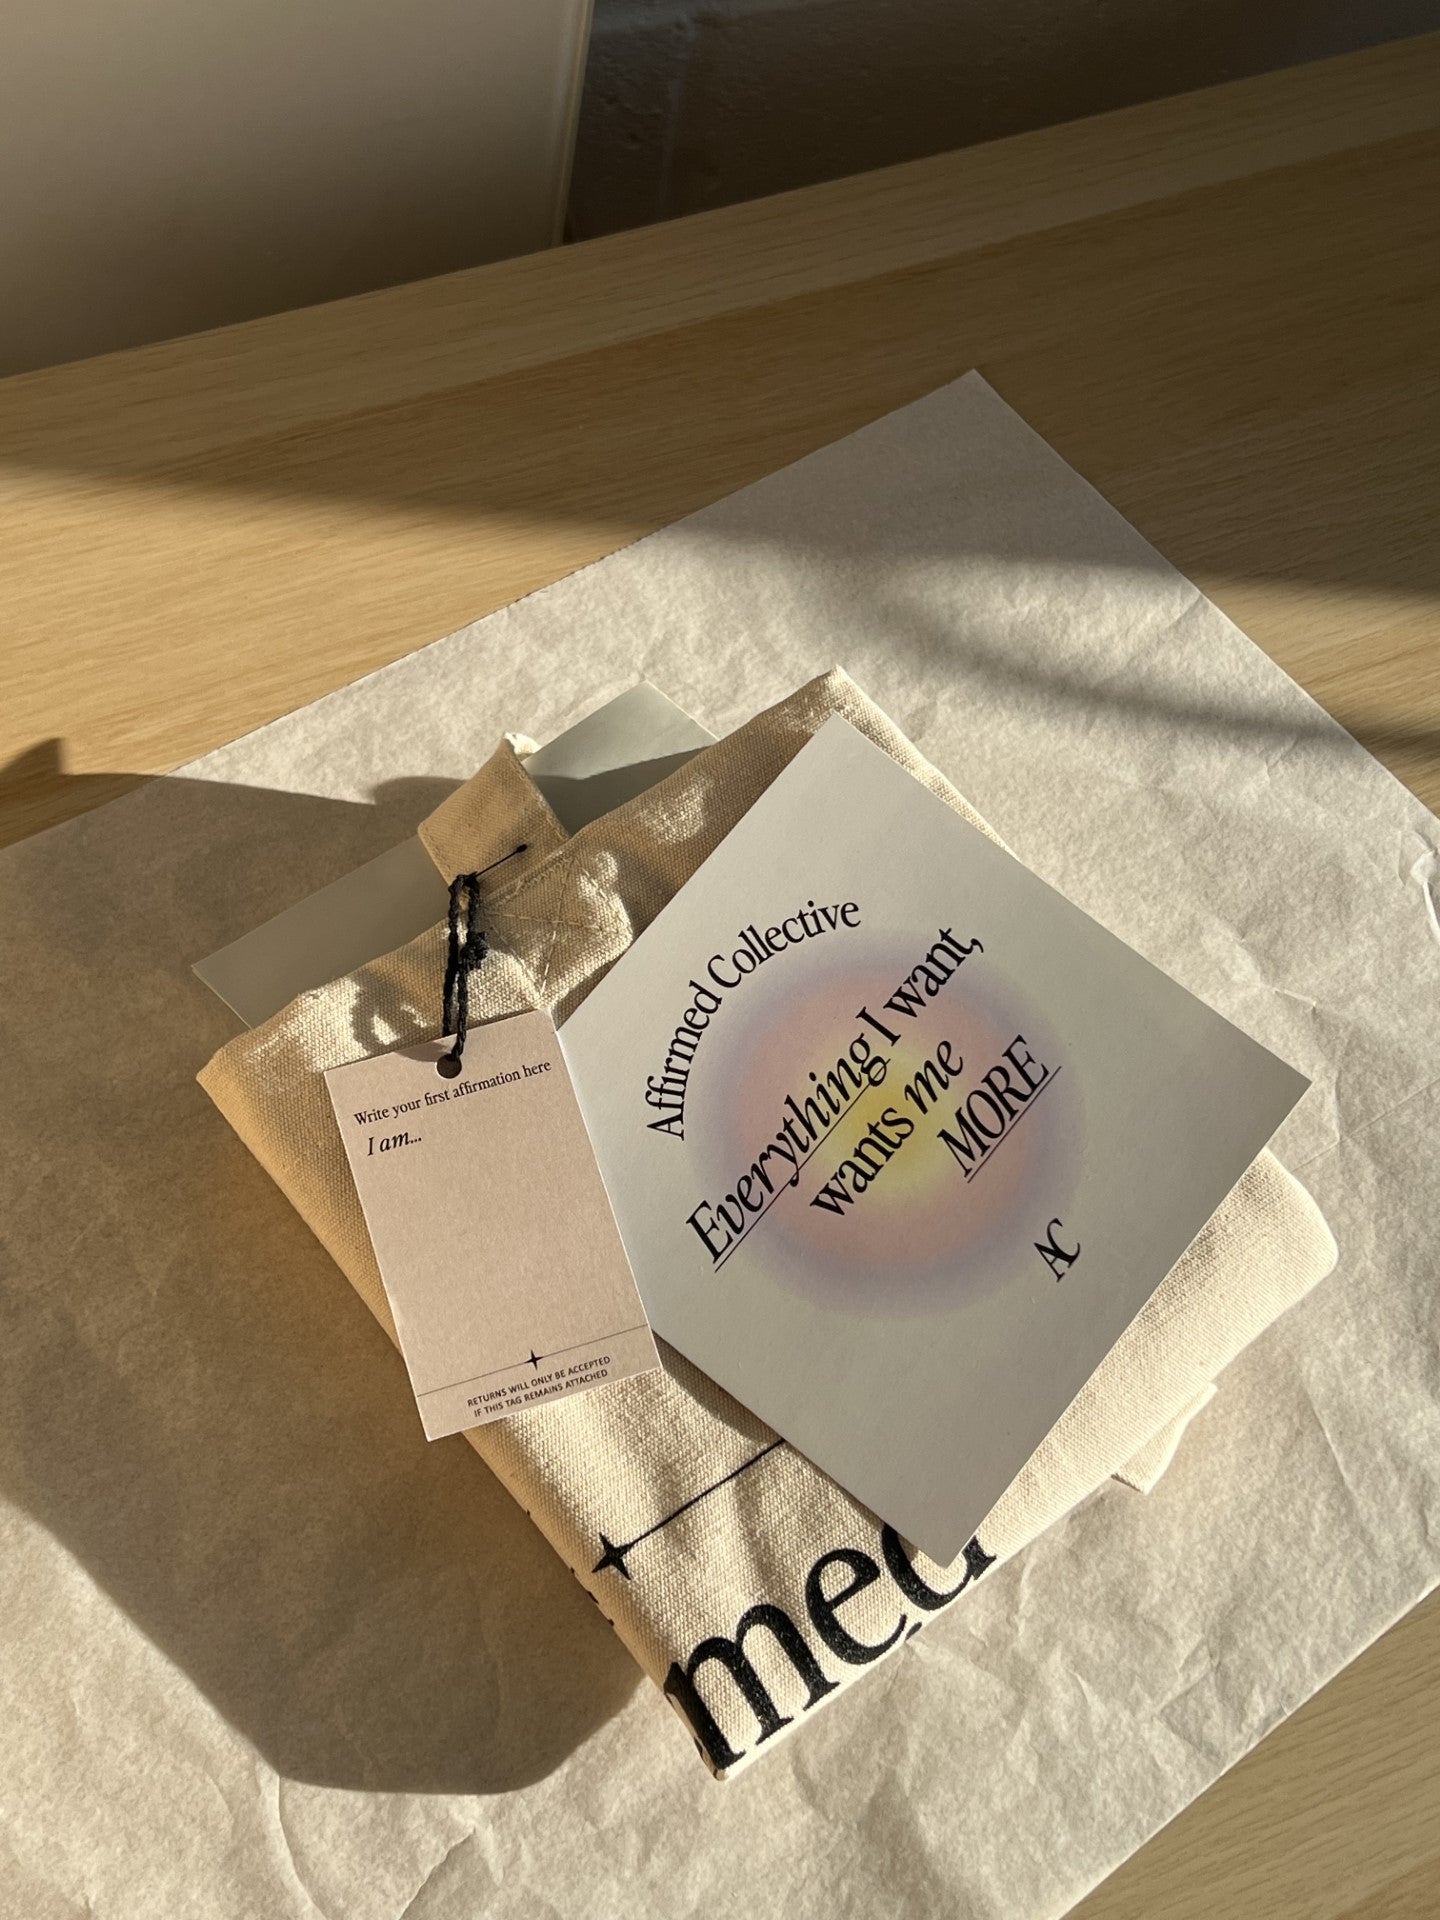 Write your first affirmation here
I am...
RETURNS WILL ONLY BE ACCEPTED
IF THIS TAG REMAINS ATTACHED
Affirmed Collective
Everything I want,
wants me
MORE
AC
med